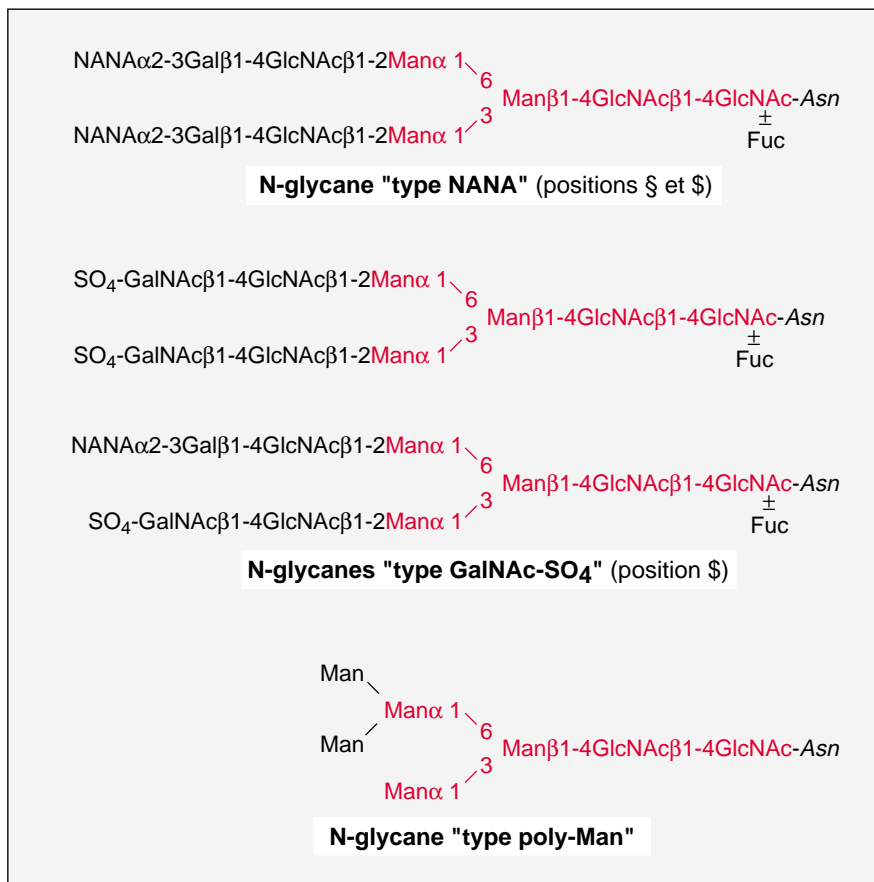 NANAα2-3Galβ1-4GlcNAcβ1-2Manα 1
6
Manβ1-4GlcNAcβ1-4GlcNAc-Asn
3
±
NANAα2-3Galβ1-4GlcNAcβ1-2Manα 1
Fuc
N-glycane "type NANA" (positions § et $)
SO4-GalNAcβ1-4GlcNAcβ1-2Manα 1
6
Manβ1-4GlcNAcβ1-4GlcNAc-Asn
3
±
SO4-GalNAcβ1-4GlcNAcβ1-2Manα 1
Fuc
NANAα2-3Galβ1-4GlcNAcβ1-2Manα 1
6
Manβ1-4GlcNAcβ1-4GlcNAc-Asn
3
±
SO4-GalNAcβ1-4GlcNAcβ1-2Manα 1
Fuc
N-glycanes "type GalNAc-SO4" (position $)
Man
Manα 1
6
Man
Manβ1-4GlcNAcβ1-4GlcNAc-Asn
3
Manα 1
N-glycane "type poly-Man"